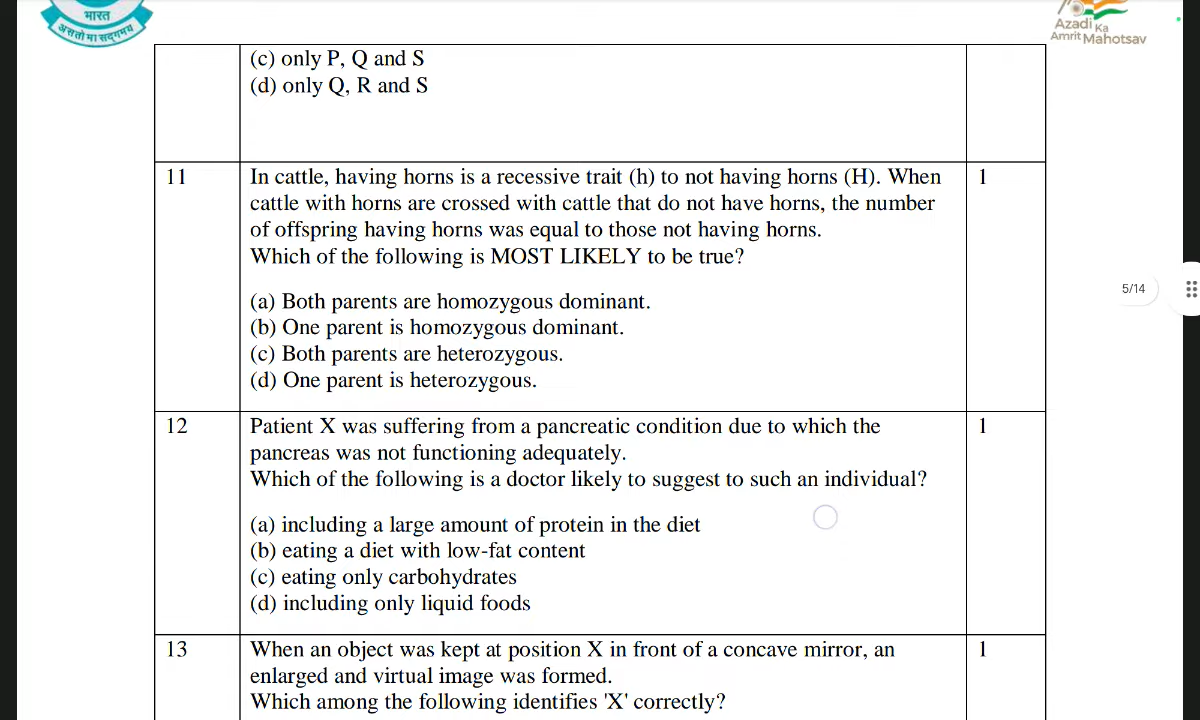 भारत
असतो मा सद्गमय
Azadi Ka
Amrit Mahotsav
(c) only P, Q and S
(d) only Q, R and S
11
In cattle, having horns is a recessive trait (h) to not having horns (H). When
cattle with horns are crossed with cattle that do not have horns, the number
of offspring having horns was equal to those not having horns.
Which of the following is MOST LIKELY to be true?
1
(a) Both parents are homozygous dominant.
(b) One parent is homozygous dominant.
(c) Both parents are heterozygous.
(d) One parent is heterozygous.
5/14
12
Patient X was suffering from a pancreatic condition due to which the
pancreas was not functioning adequately.
Which of the following is a doctor likely to suggest to such an individual?
1
(a) including a large amount of protein in the diet
(b) eating a diet with low-fat content
(c) eating only carbohydrates
(d) including only liquid foods
13
When an object was kept at position X in front of a concave mirror, an
enlarged and virtual image was formed.
Which among the following identifies 'X' correctly?
1